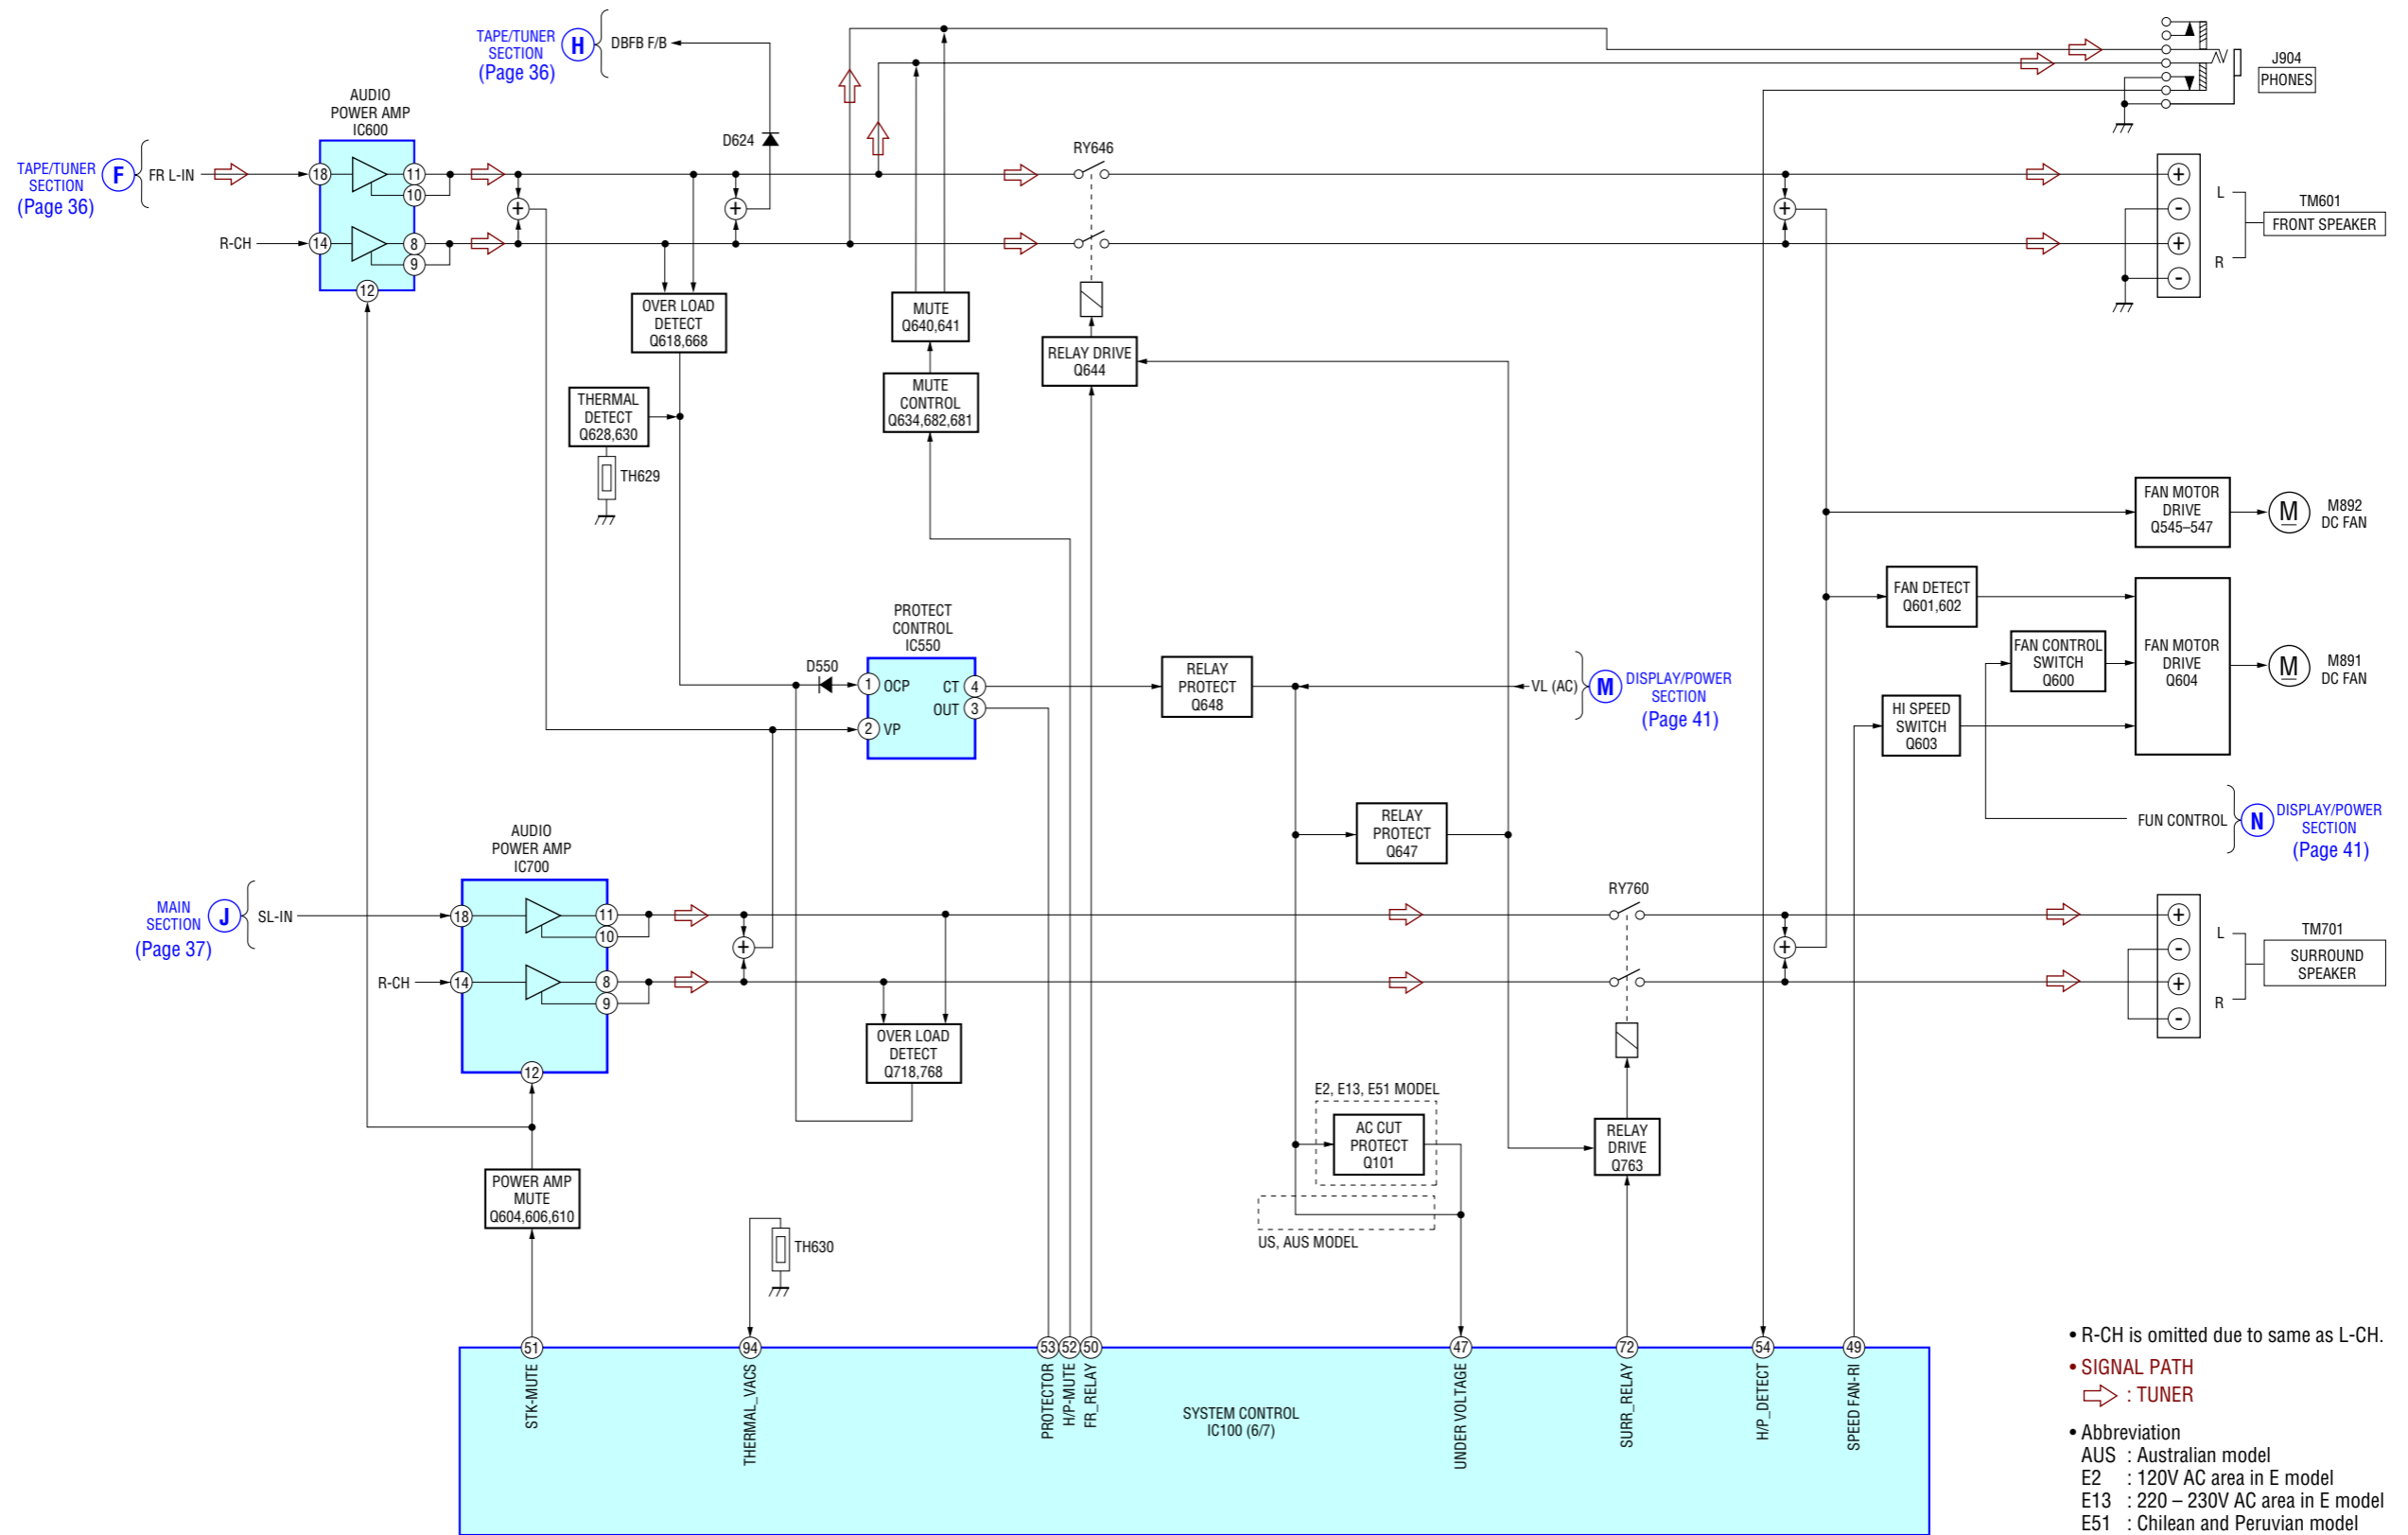 TAPE/TUNER
SECTION
(Page 36)
H
DBFB F/B
J904
PHONES
AUDIO
POWER AMP
IC600
D624
RY646
TAPE/TUNER
SECTION
(Page 36)
F
FR L-IN
18
11
10
R-CH
14
8
9
12
+
+
+
+
-
+
-
L
R
TM601
FRONT SPEAKER
OVER LOAD
DETECT
Q618,668
MUTE
Q640,641
RELAY DRIVE
Q644
THERMAL
DETECT
Q628,630
MUTE
CONTROL
Q634,682,681
TH629
FAN MOTOR
DRIVE
Q545–547
M
M892
DC FAN
FAN DETECT
Q601,602
FAN CONTROL
SWITCH
Q600
FAN MOTOR
DRIVE
Q604
M
M891
DC FAN
HI SPEED
SWITCH
Q603
PROTECT
CONTROL
IC550
D550
1
OCP
CT
4
OUT
3
2
VP
RELAY
PROTECT
Q648
VL (AC)
M
DISPLAY/POWER
SECTION
(Page 41)
RELAY
PROTECT
Q647
FUN CONTROL
N
DISPLAY/POWER
SECTION
(Page 41)
AUDIO
POWER AMP
IC700
MAIN
SECTION
(Page 37)
J
SL-IN
18
11
10
R-CH
14
8
9
12
+
RY760
+
+
-
+
-
L
R
TM701
SURROUND
SPEAKER
OVER LOAD
DETECT
Q718,768
E2, E13, E51 MODEL
AC CUT
PROTECT
Q101
US, AUS MODEL
RELAY
DRIVE
Q763
POWER AMP
MUTE
Q604,606,610
TH630
51
94
53
52
50
47
72
54
49
STK-MUTE
THERMAL_VACS
PROTECTOR
H/P-MUTE
FR_RELAY
UNDER VOLTAGE
SURR_RELAY
H/P_DETECT
SPEED FAN-RI
SYSTEM CONTROL
IC100 (6/7)
• R-CH is omitted due to same as L-CH.
• SIGNAL PATH
: TUNER
• Abbreviation
AUS : Australian model
E2 : 120V AC area in E model
E13 : 220 – 230V AC area in E model
E51 : Chilean and Peruvian model